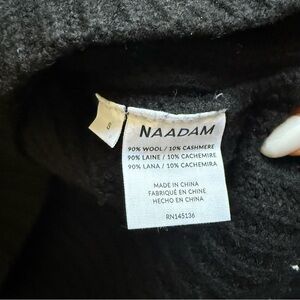 S
NAADAM
90% WOOL / 10% CASHMERE
90% LAINE / 10% CACHEMIRE
90% LANA / 10% CACHEMIRA
MADE IN CHINA
FABRIQUÉ EN CHINE
HECHO EN CHINA
RN145136